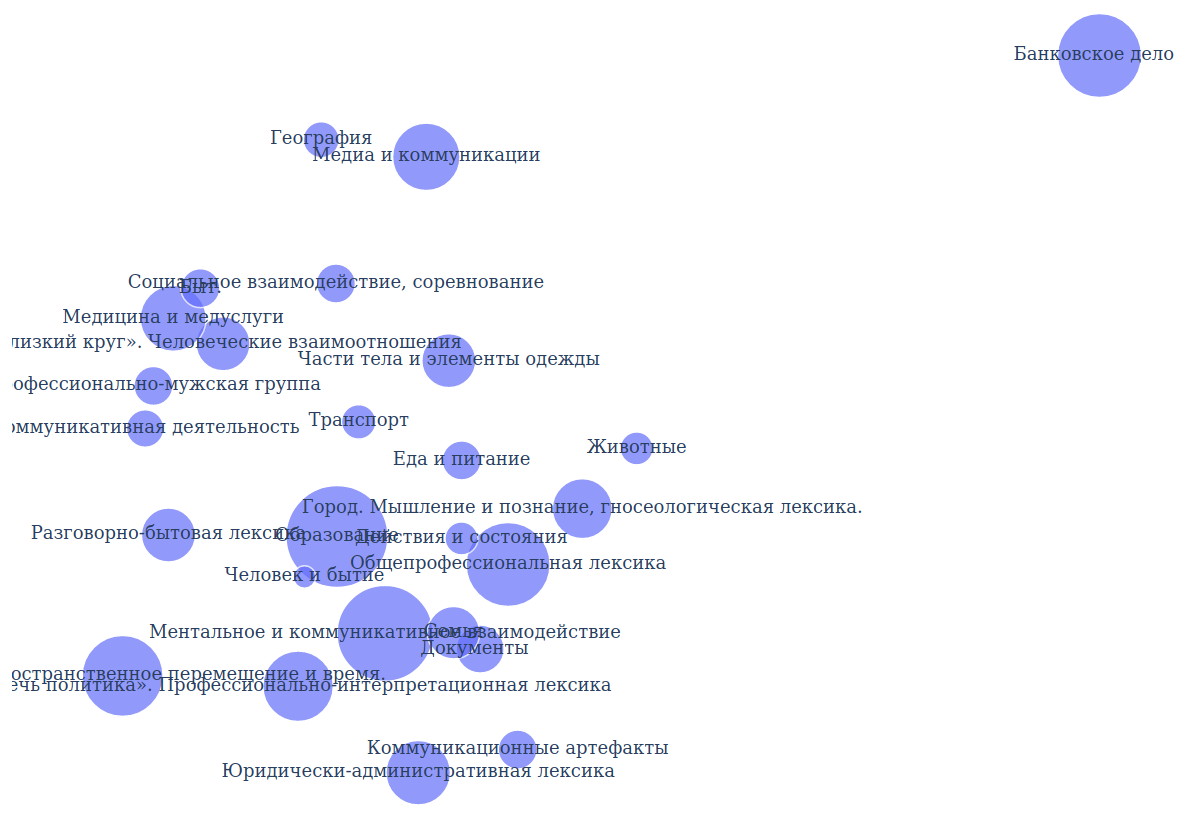 Банковское дело
География
Медиа и коммуникации
Социальное взаимодействие, соревнование
Быт.
Медицина и медуслуги
лизкий круг». Человеческие взаимоотношения
Части тела и элементы одежды
офессионально-мужская группа
Транспорт
оммуникативная деятельность
Животные
Еда и питание
Город. Мышление и познание, гносеологическая лексика.
Разговорно-бытовая лексика
Образование
Действия и состояния
Общепрофессиональная лексика
Человек и бытие
Ментальное и коммуникативное взаимодействие
Семья
Документы
остранственное перемешение и время.
ечь политика». Профессионально-интерпретационная лексика
Коммуникационные артефакты
Юридически-административная лексика